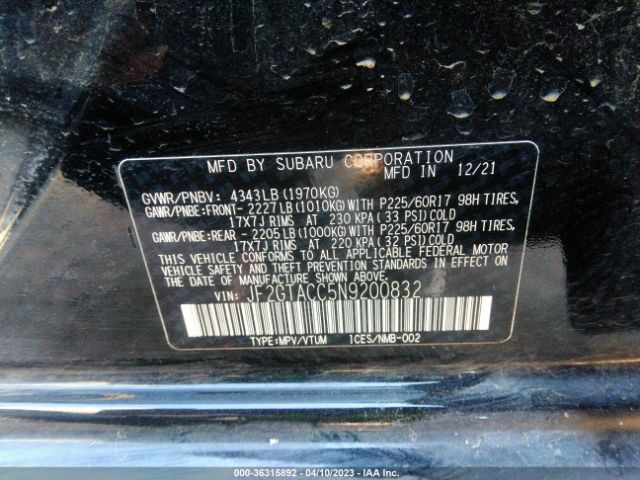 MFD BY SUBARU CORPORATION
MFD IN 12/21
GVWR/PNBV: 4343LB(1970KG)
GAWR/PNBE:FRONT-2227LB(1010KG)WITH P225/60R17 98H TIRES,
17X7J RIMS AT 230 KPA(33 PSI)COLD
GAWR/PNBE:REAR -2205LB(1000KG)WITH P225/60R17 98H TIRES,
17X7J RIMS AT 220 KPA(32 PSI)COLD
THIS VEHICLE CONFORMS TO ALL APPLICABLE FEDERAL MOTOR
VEHICLE SAFETY AND THEFT PREVENTION STANDARDS IN EFFECT ON
THE DATE OF MANUFACTURE SHOWN ABOVE.
VIN: JF2GTACC5N9200832
TYPE:MPV/VTUM ICES/NMB-002
000-36315892 - 04/10/2023 - IAAI.COM